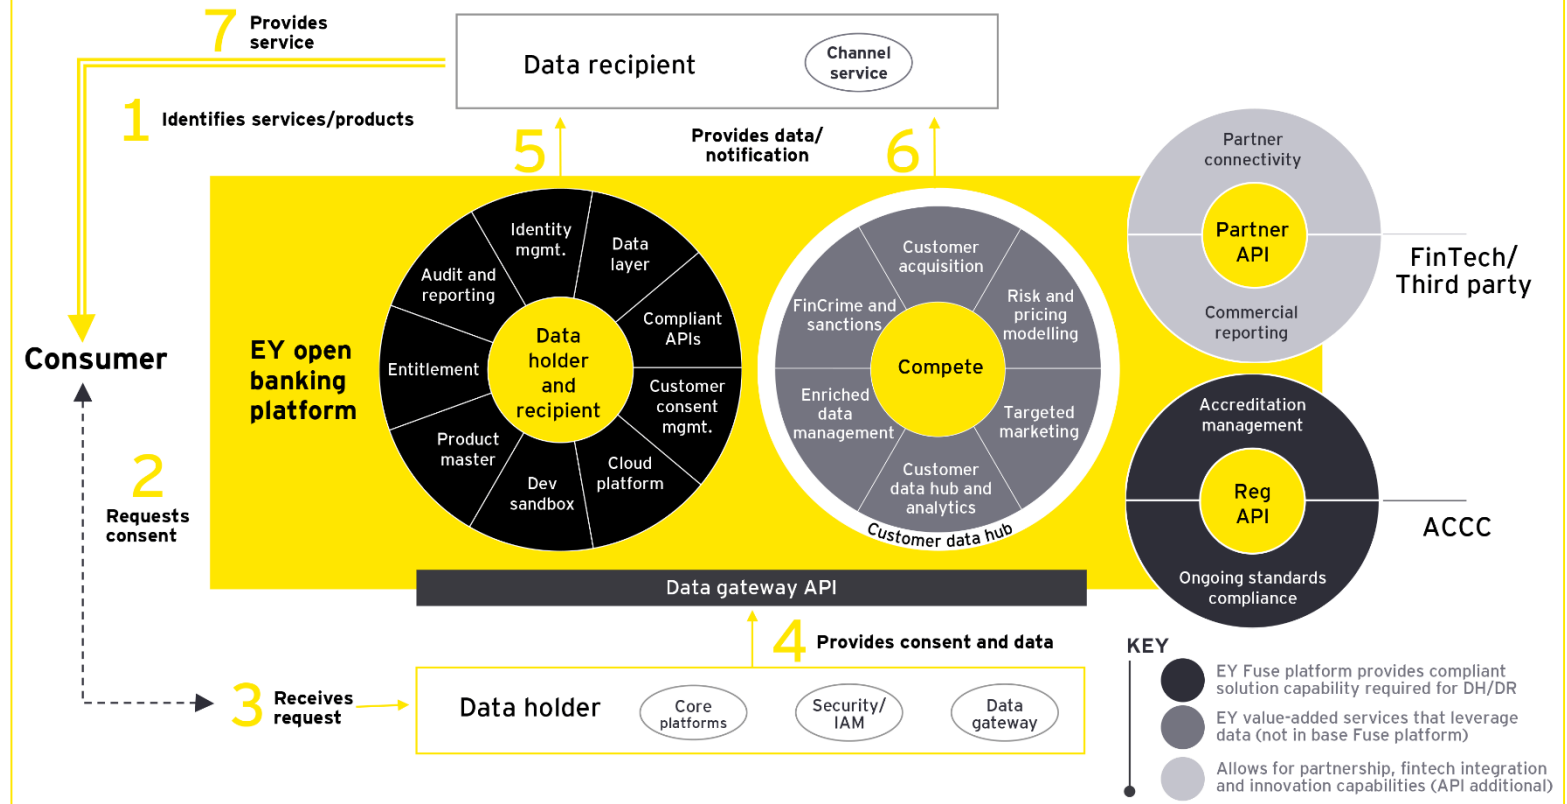 7
Provides
service
Data recipient
Channel
service
1
Identifies services/products
5
Provides data/
notification
6
Consumer
EY open
banking
platform
Data
holder
and
recipient
Identity
mgmt.
Data
layer
Compliant
APIs
Customer
consent
mgmt.
Cloud
platform
Dev
sandbox
Product
master
Entitlement
Audit and
reporting
Compete
Customer
acquisition
Risk and
pricing
modelling
Targeted
marketing
Customer
data hub and
analytics
Enriched
data
management
FinCrime and
sanctions
Customer data hub
Partner
connectivity
Partner
API
Commercial
reporting
FinTech/
Third party
Accreditation
management
Reg
API
Ongoing standards
compliance
ACCC
Data gateway API
2
Requests
consent
4
Provides consent and data
3
Receives
request
Data holder
Core
platforms
Security/
IAM
Data
gateway
KEY
EY Fuse platform provides compliant
solution capability required for DH/DR
EY value-added services that leverage
data (not in base Fuse platform)
Allows for partnership, fintech integration
and innovation capabilities (API additional)